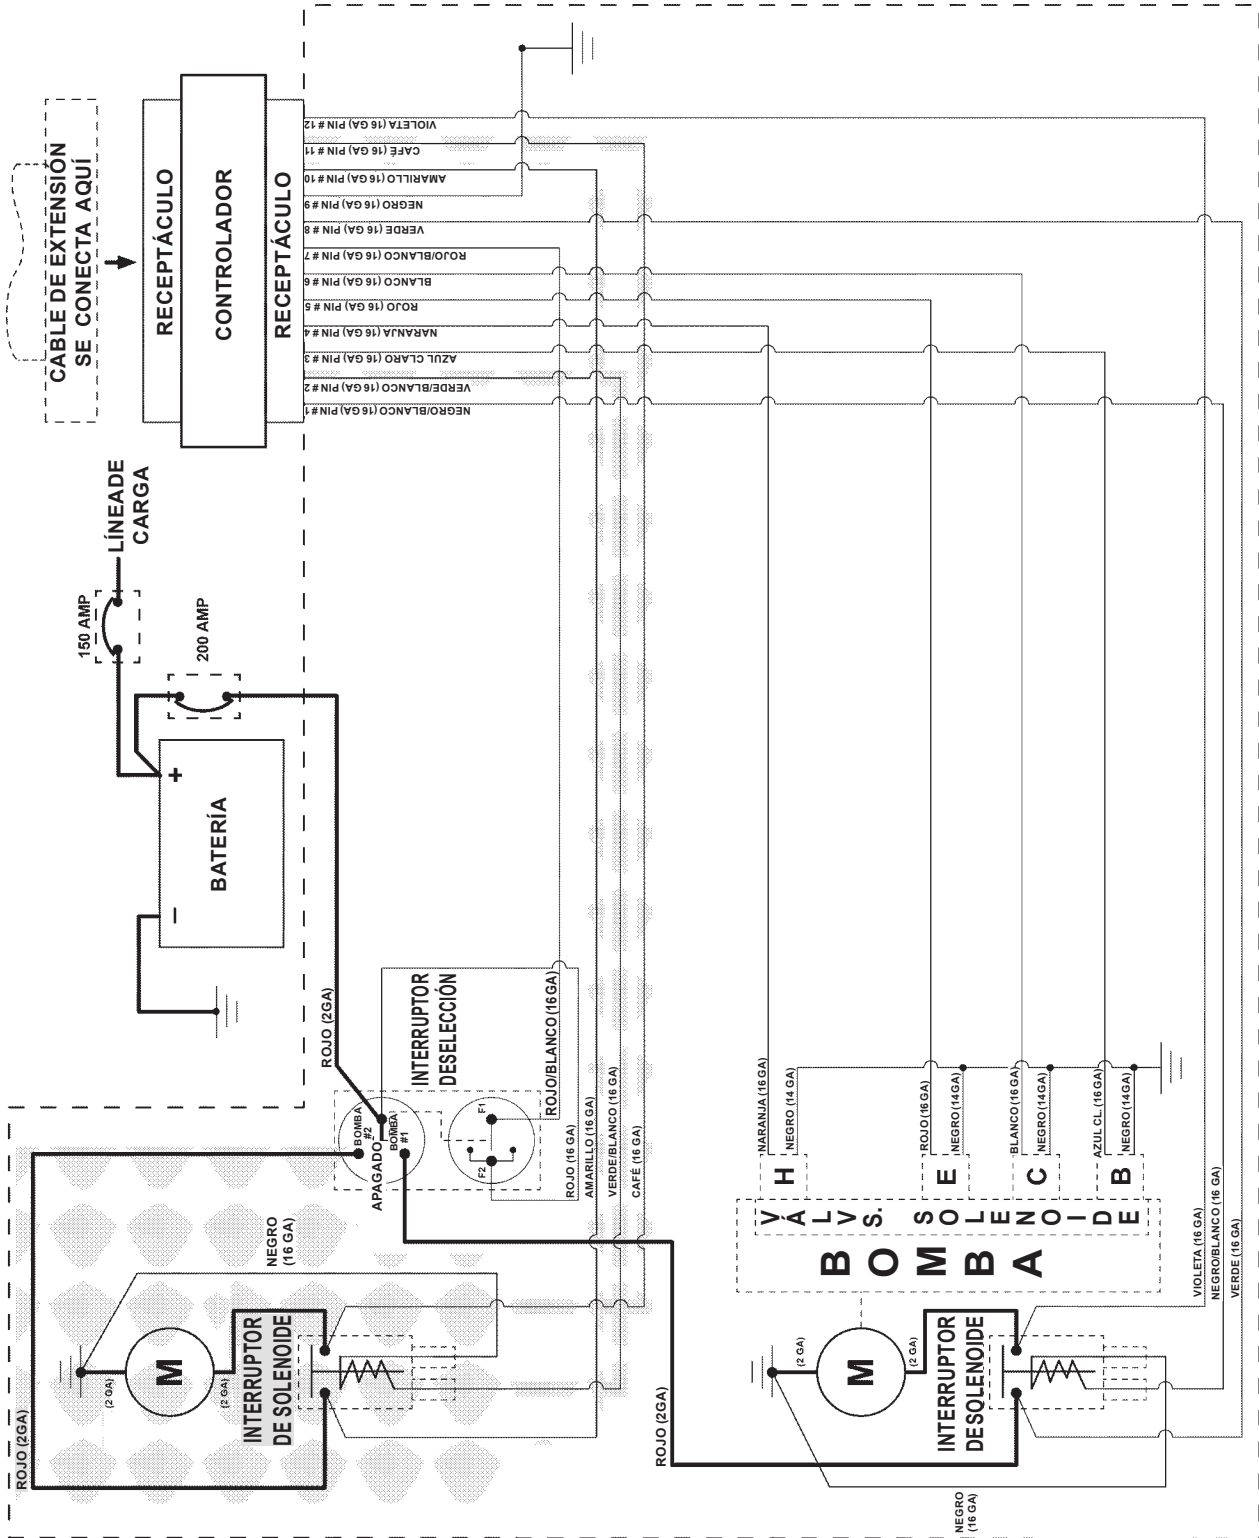 CABLE DE EXTENSIÓN
SE CONECTA AQUÍ
RECEPTÁCULO
CONTROLADOR
RECEPTÁCULO
VIOLETA (16 GA) PIN # 12
CAFÉ (16 GA) PIN # 11
AMARILLO (16 GA) PIN # 10
NEGRO (16 GA) PIN # 9
VERDE (16 GA) PIN # 8
ROJO/BLANCO (16 GA) PIN # 7
BLANCO (16 GA) PIN # 6
ROJO (16 GA) PIN # 5
NARANJA (16 GA) PIN # 4
AZUL CLARO (16 GA) PIN # 3
VERDE/BLANCO (16 GA) PIN # 2
NEGRO/BLANCO (16 GA) PIN # 1
LÍNEADE
CARGA
150 AMP
200 AMP
BATERÍA
+
–
ROJO (2GA)
INTERRUPTOR
DESELECCIÓN
BOMBA
#2
APAGADO
BOMBA
#1
F1
F2
ROJO/BLANCO (16 GA)
ROJO (16 GA)
AMARILLO (16 GA)
VERDE/BLANCO (16 GA)
CAFÉ (16 GA)
NEGRO
(16 GA)
ROJO (2GA)
(2 GA)
M
(2 GA)
INTERRUPTOR
DE SOLENOIDE
NARANJA (16 GA)
NEGRO (14 GA)
ROJO (16 GA)
NEGRO (14GA)
BLANCO (16 GA)
NEGRO (14GA)
AZUL CL. (16 GA)
NEGRO (14GA)
H
E
C
B
VÁLVS. SOLENOIDE
BOMBA
ROJO (2GA)
(2 GA)
M
(2 GA)
INTERRUPTOR
DESOLENOIDE
NEGRO
(16 GA)
VIOLETA (16 GA)
NEGRO/BLANCO (16 GA)
VERDE (16 GA)